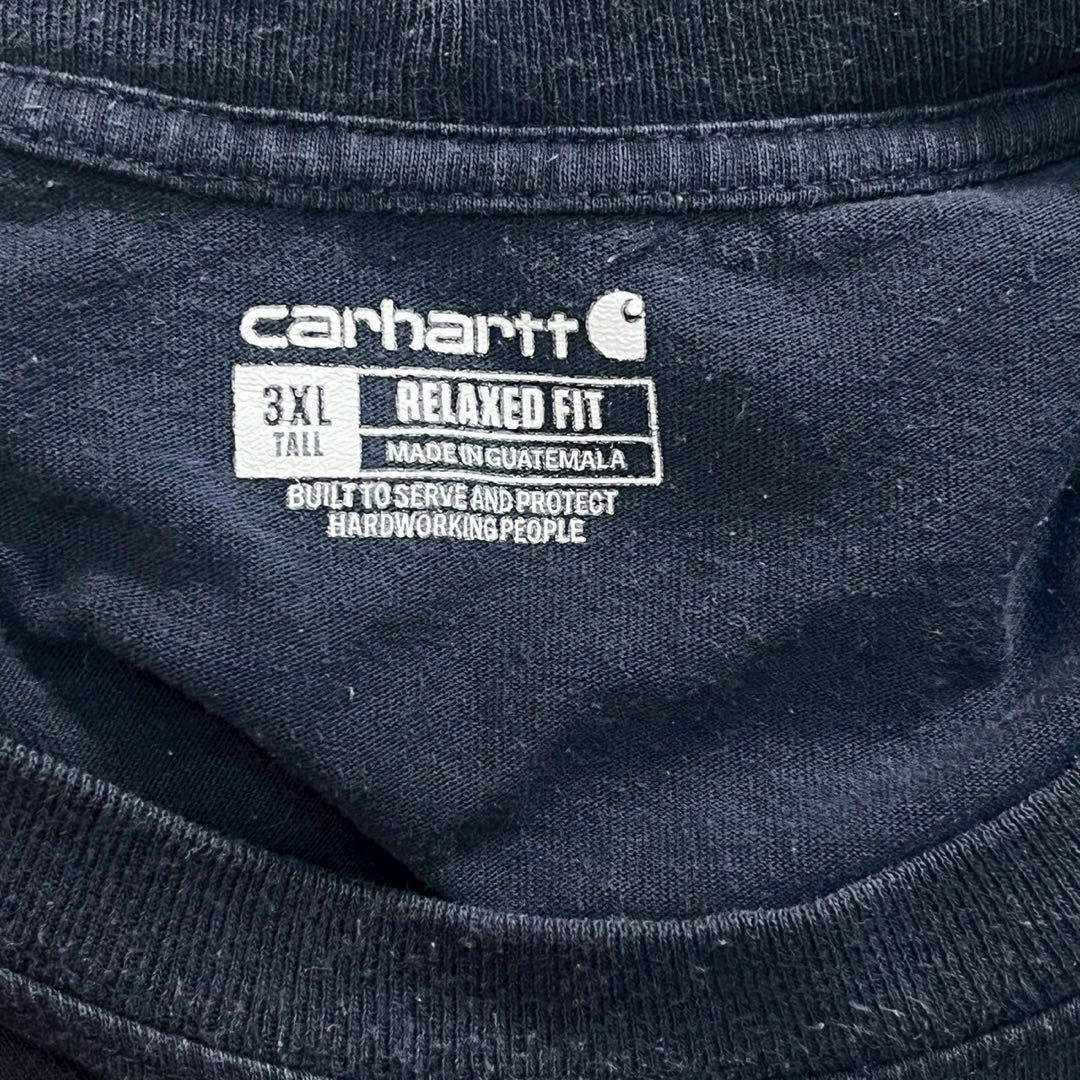 carhartt
3XL RELAXED FIT
TALL MADE IN GUATEMALA
BUILT TO SERVE AND PROTECT
HARDWORKING PEOPLE